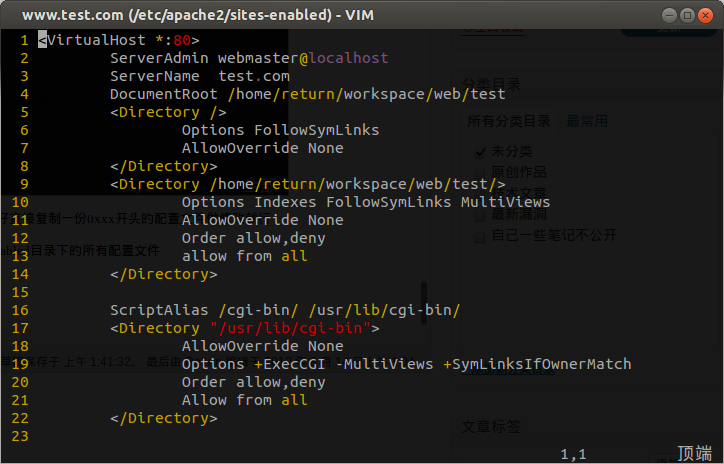 www.test.com (/etc/apache2/sites-enabled) - VIM
1 <VirtualHost *:80>
2 ServerAdmin webmaster@localhost
3 ServerName  test.com
4 DocumentRoot /home/return/workspace/web/test
5 <Directory />
6 Options FollowSymLinks
7 AllowOverride None
8 </Directory>
9 <Directory /home/return/workspace/web/test/>
10 Options Indexes FollowSymLinks MultiViews
11 AllowOverride None
12 Order allow,deny
13 allow from all
14 </Directory>
15
16 ScriptAlias /cgi-bin/ /usr/lib/cgi-bin/
17 <Directory "/usr/lib/cgi-bin">
18 AllowOverride None
19 Options +ExecCGI -MultiViews +SymLinksIfOwnerMatch
20 Order allow,deny
21 Allow from all
22 </Directory>
23
1,1 顶端
分类目录
所有分类目录 最常用
未分类
原创作品
最新漏洞
自己一些笔记不公开
复制一份0xxx开头的配置
目录下的所有配置文件
保存于 上午 1:41:32。 最后由
文章标签